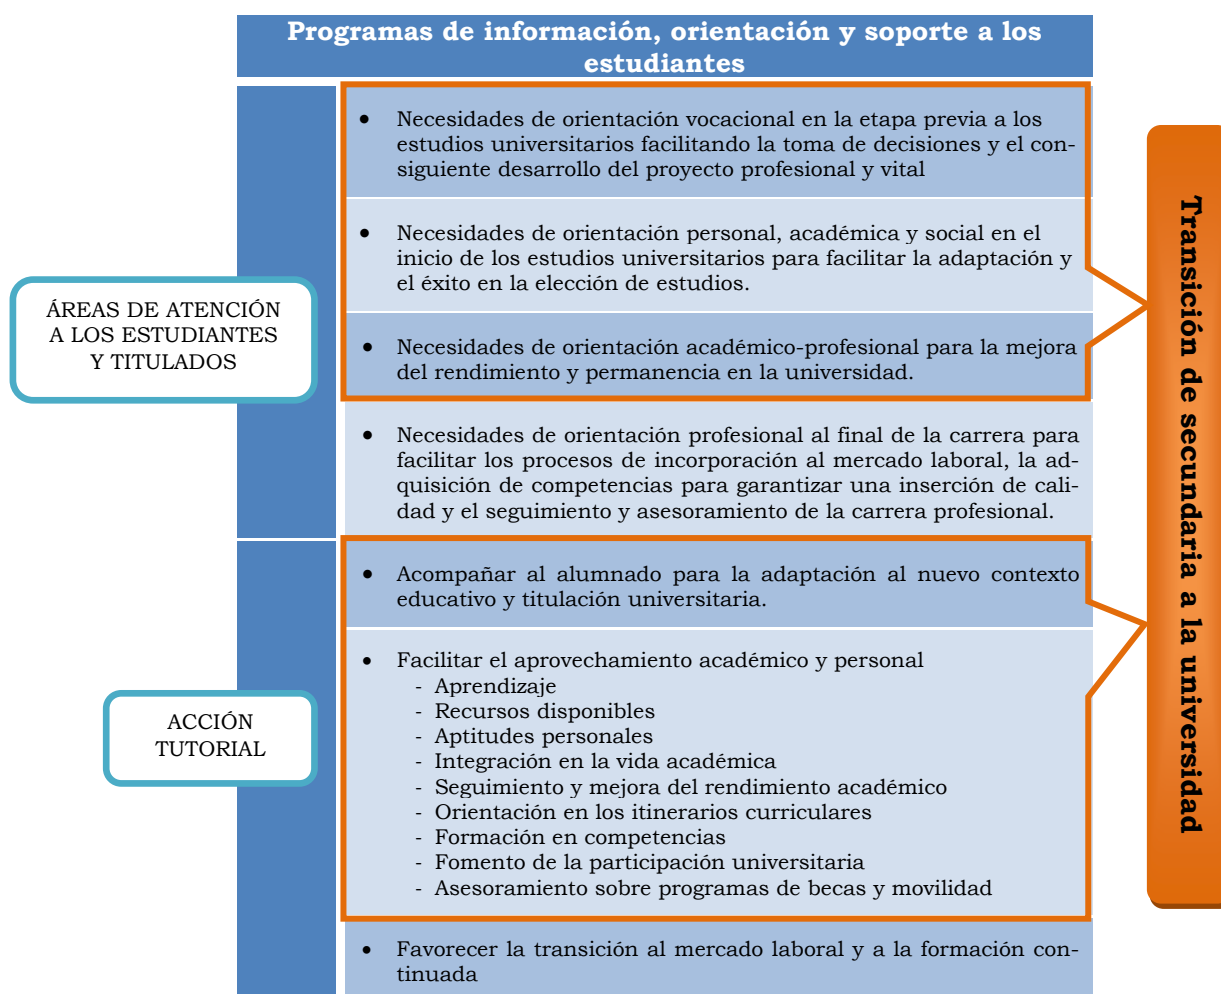 Programas de información, orientación y soporte a los
estudiantes
ÁREAS DE ATENCIÓN
A LOS ESTUDIANTES
Y TITULADOS
• Necesidades de orientación vocacional en la etapa previa a los
estudios universitarios facilitando la toma de decisiones y el con-
siguiente desarrollo del proyecto profesional y vital
• Necesidades de orientación personal, académica y social en el
inicio de los estudios universitarios para facilitar la adaptación y
el éxito en la elección de estudios.
• Necesidades de orientación académico-profesional para la mejora
del rendimiento y permanencia en la universidad.
• Necesidades de orientación profesional al final de la carrera para
facilitar los procesos de incorporación al mercado laboral, la ad-
quisición de competencias para garantizar una inserción de cali-
dad y el seguimiento y asesoramiento de la carrera profesional.
ACCIÓN
TUTORIAL
• Acompañar al alumnado para la adaptación al nuevo contexto
educativo y titulación universitaria.
• Facilitar el aprovechamiento académico y personal
- Aprendizaje
- Recursos disponibles
- Aptitudes personales
- Integración en la vida académica
- Seguimiento y mejora del rendimiento académico
- Orientación en los itinerarios curriculares
- Formación en competencias
- Fomento de la participación universitaria
- Asesoramiento sobre programas de becas y movilidad
• Favorecer la transición al mercado laboral y a la formación con-
tinuada
Transición de secundaria a la universidad